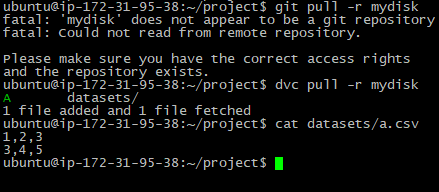 ubuntu@ip-172-31-95-38:~/project$ git pull -r mydisk
fatal: 'mydisk' does not appear to be a git repository
fatal: Could not read from remote repository.
Please make sure you have the correct access rights
and the repository exists.
ubuntu@ip-172-31-95-38:~/project$ dvc pull -r mydisk
A       datasets/
1 file added and 1 file fetched
ubuntu@ip-172-31-95-38:~/project$ cat datasets/a.csv
1,2,3
3,4,5
ubuntu@ip-172-31-95-38:~/project$